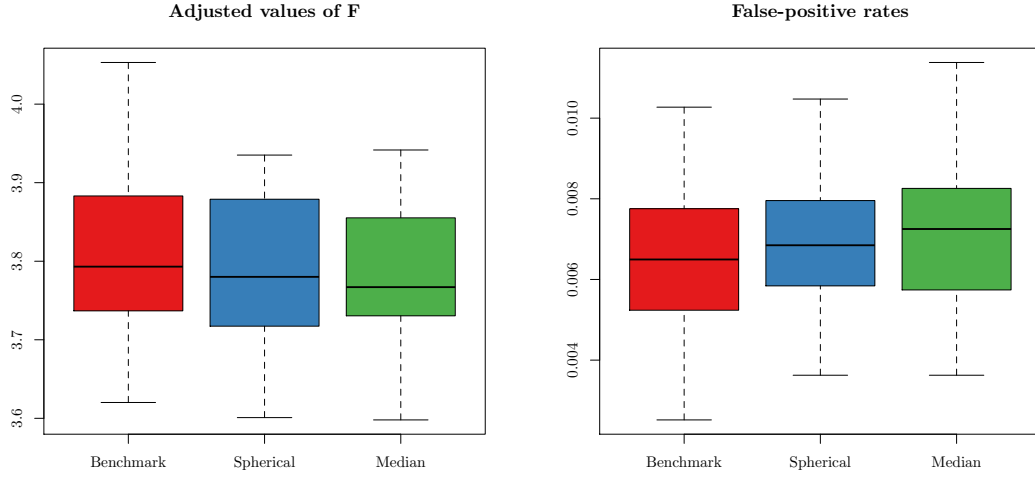 Adjusted values of F
4.0
3.9
3.8
3.7
3.6
Benchmark Spherical Median
False-positive rates
0.010
0.008
0.006
0.004
Benchmark Spherical Median